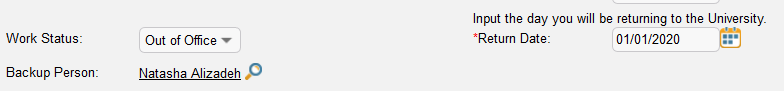 Input the day you will be returning to the University.
Work Status: Out of Office *Return Date: 01/01/2020
Backup Person: Natasha Alizadeh